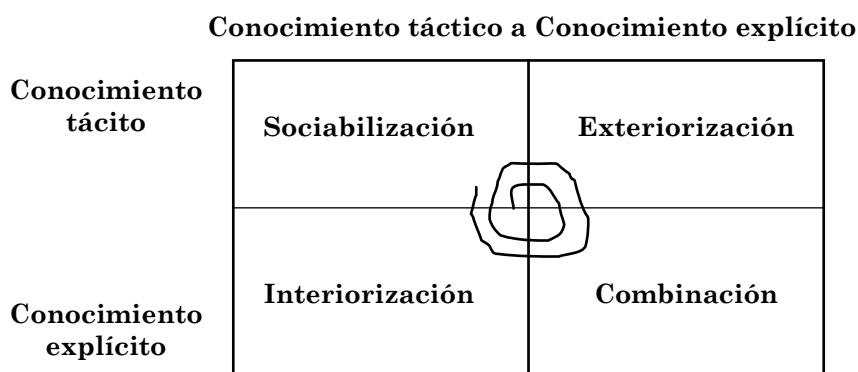 Conocimiento táctico a Conocimiento explícito
Conocimiento
tácito
Sociabilización
Exteriorización
Interiorización
Combinación
Conocimiento
explícito